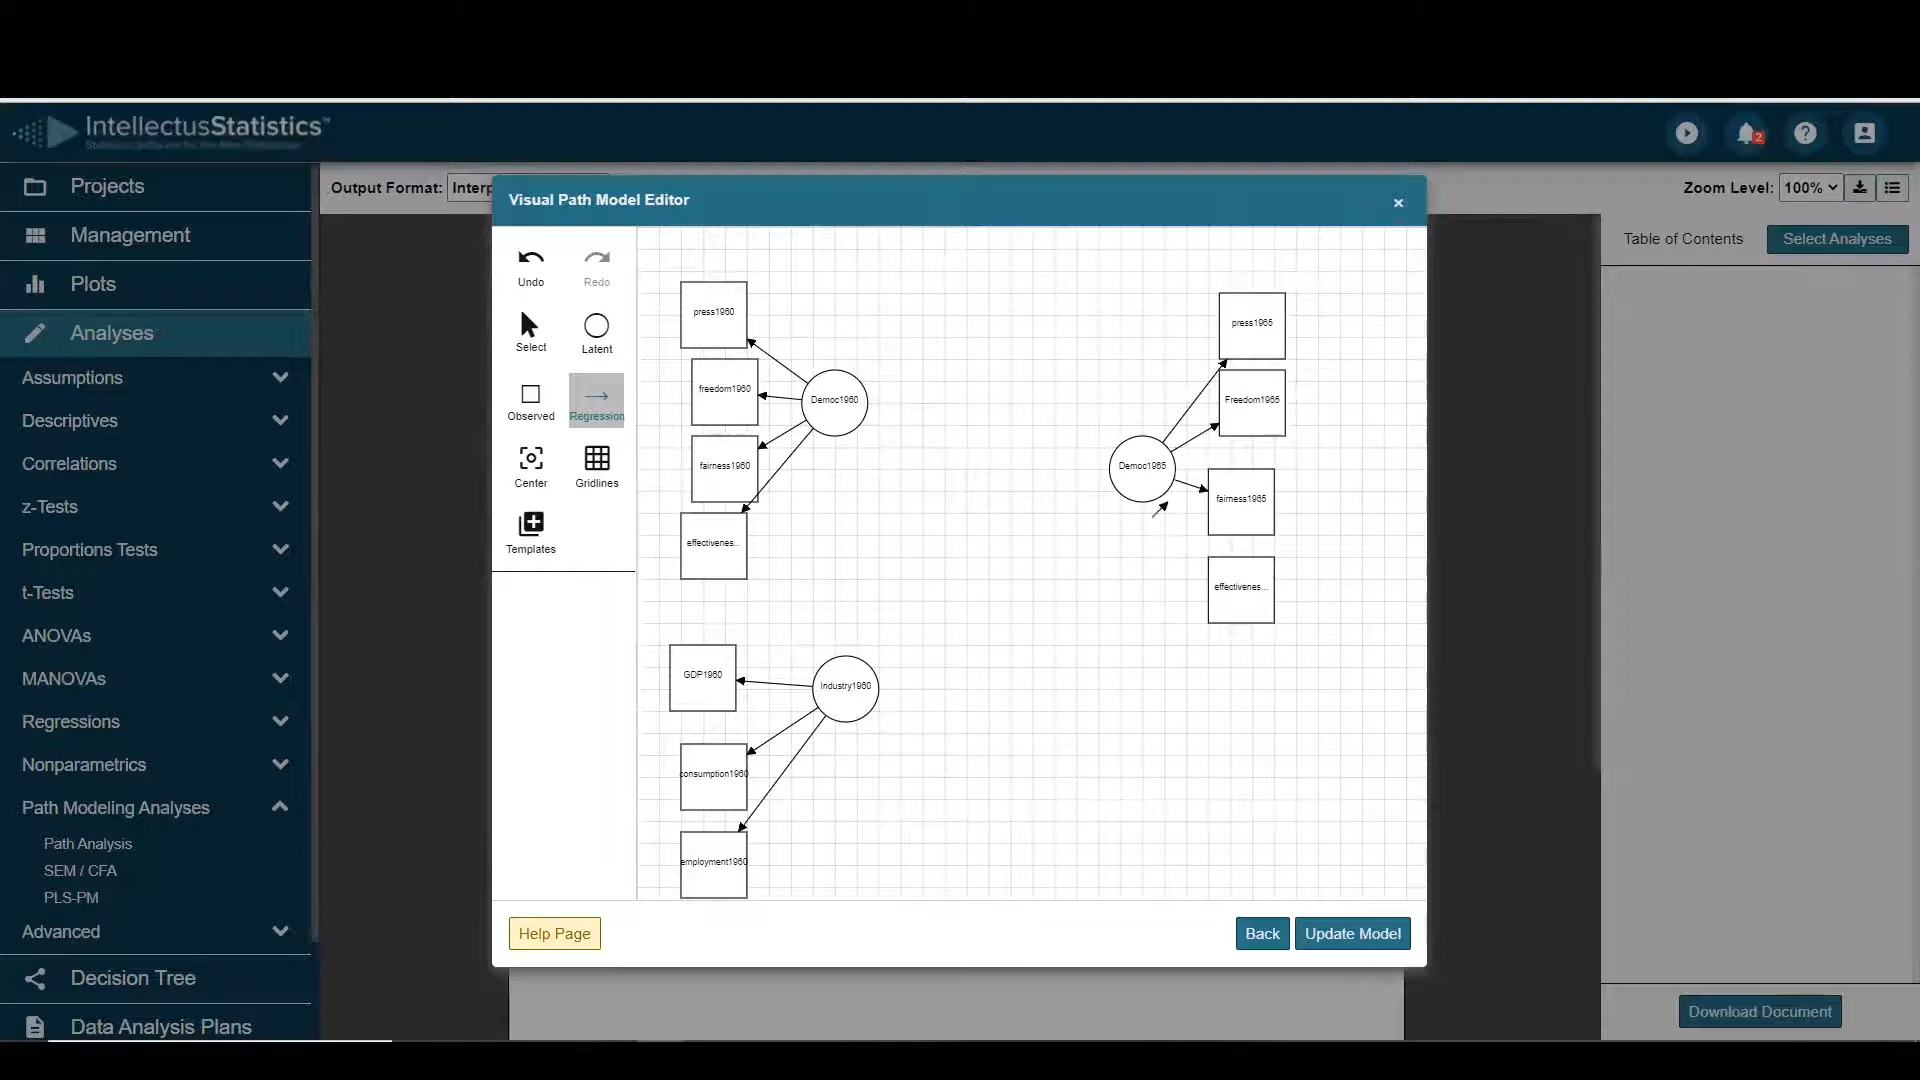 IntellectusStatistics™
2
Projects
Management
Plots
Analyses
Assumptions
Descriptives
Correlations
z-Tests
Proportions Tests
t-Tests
ANOVAs
MANOVAs
Regressions
Nonparametrics
Path Modeling Analyses
Path Analysis
SEM / CFA
PLS-PM
Advanced
Decision Tree
Data Analysis Plans
Output Format: Interp
Zoom Level: 100%
Table of Contents
Select Analyses
Download Document
Visual Path Model Editor
×
Undo
Redo
Select
Latent
Observed
Regression
Center
Gridlines
Templates
press1960
freedom1960
fairness1960
effectivenes...
Democ1960
GDP1960
consumption1960
employment1960
Industry1960
Democ1965
press1965
Freedom1965
fairness1965
effectivenes...
Help Page
Back
Update Model